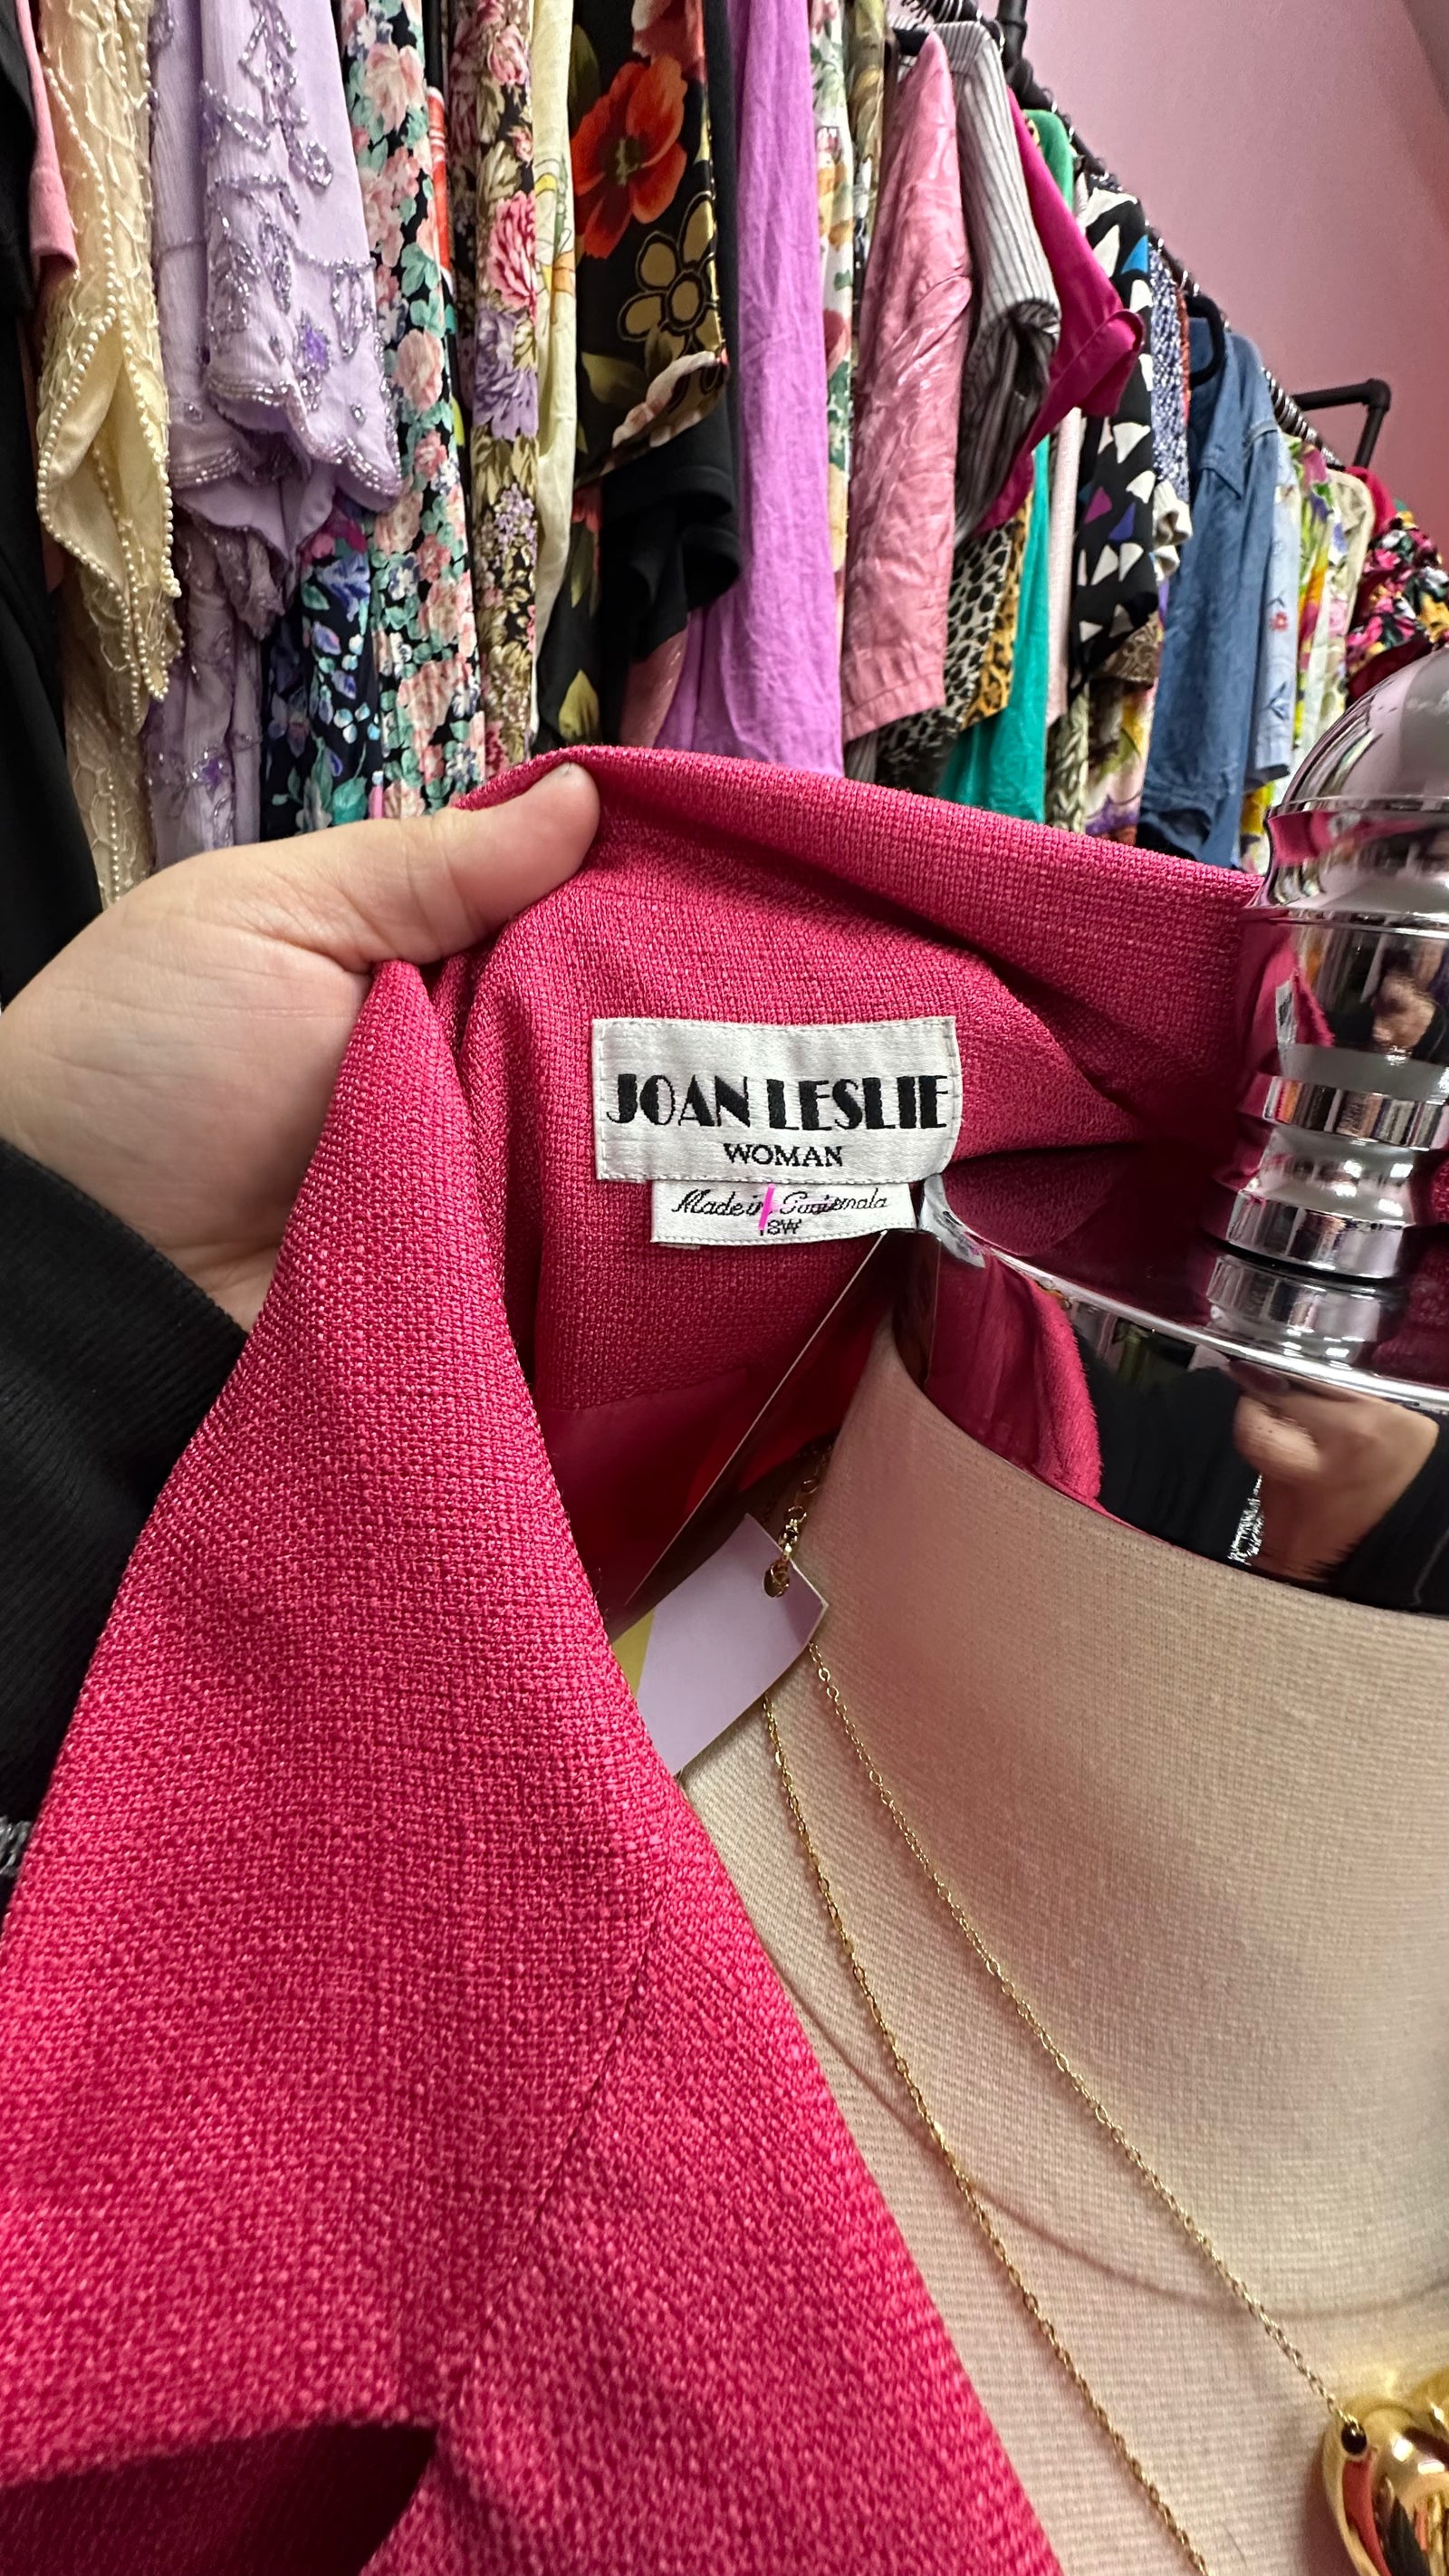 JOAN LESLIE
WOMAN
Made in Guatemala
18W